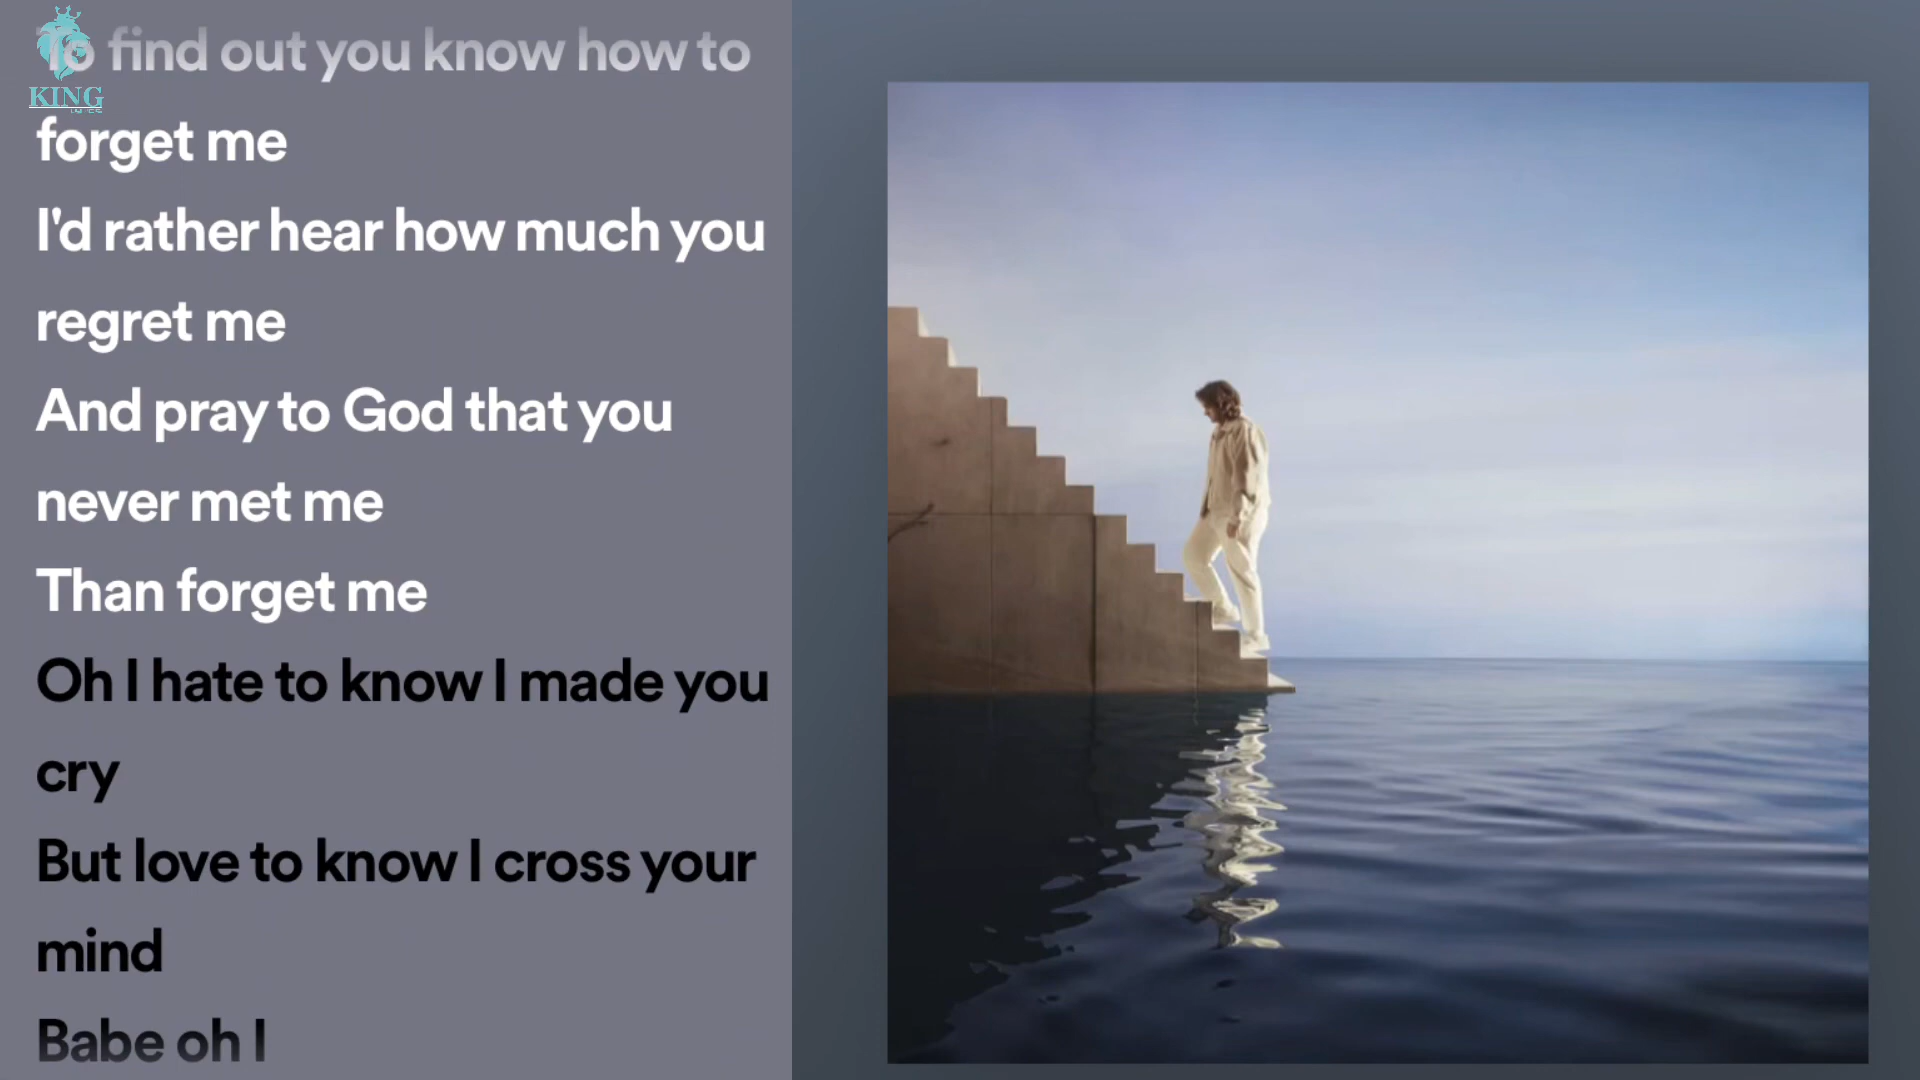 To find out you know how to
KING
forget me
I'd rather hear how much you
regret me
And pray to God that you
never met me
Than forget me
Oh I hate to know I made you
cry
But love to know I cross your
mind
Babe oh I